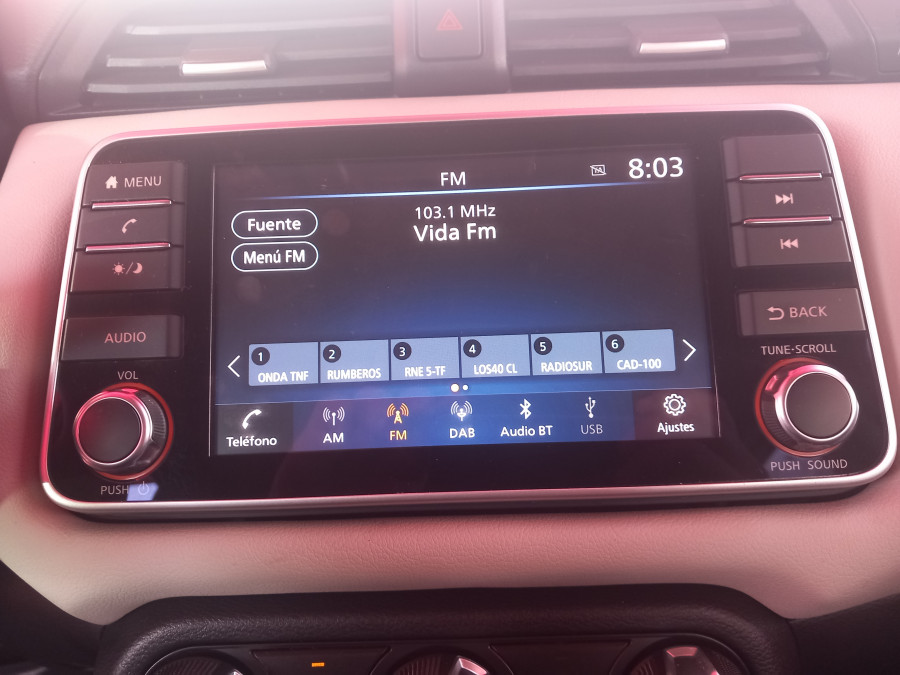 MENU
AUDIO
VOL
PUSH
FM
8:03
Fuente
Menú FM
103.1 MHz
Vida Fm
1 ONDA TNF
2 RUMBEROS
3 RNE 5-TF
4 LOS40 CL
5 RADIOSUR
6 CAD-100
Teléfono
AM
FM
DAB
Audio BT
USB
Ajustes
BACK
TUNE·SCROLL
PUSH SOUND